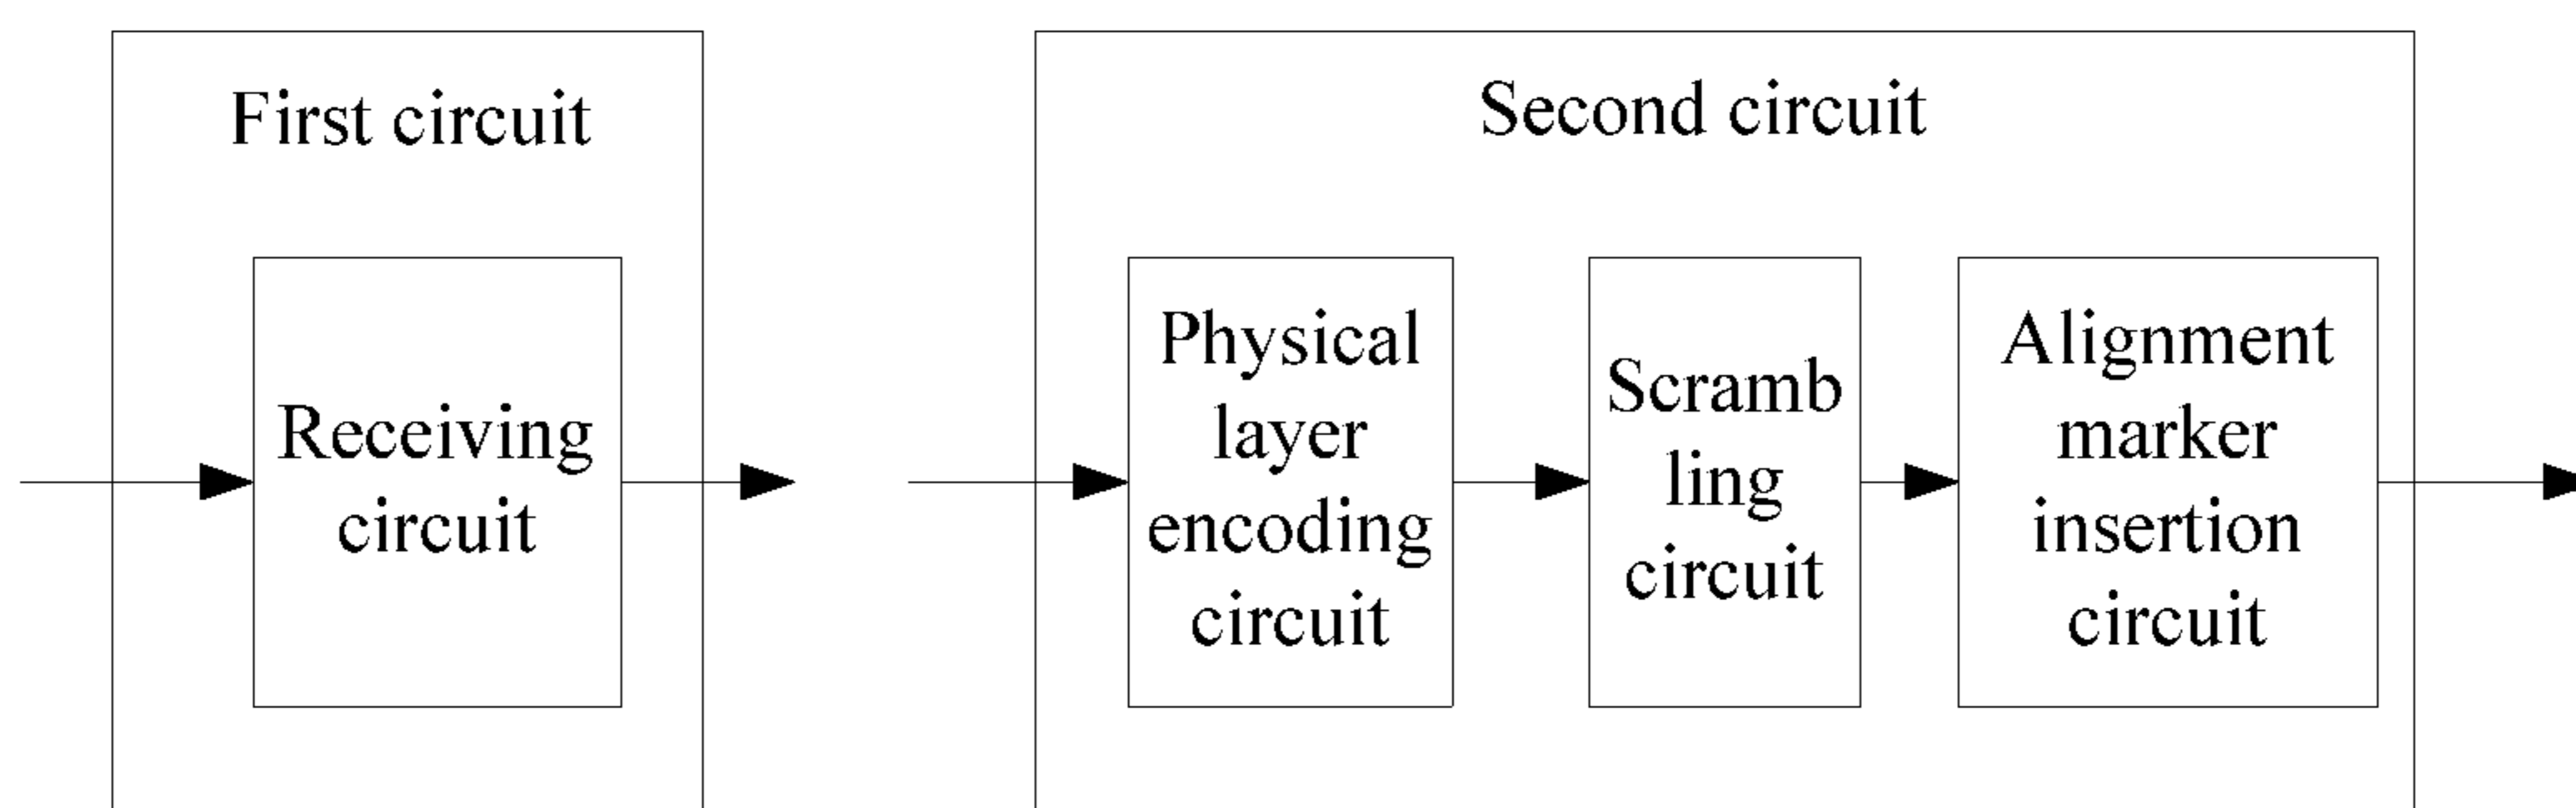 First circuit
Receiving
circuit
Second circuit
Physical
layer
encoding
circuit
Scramb
ling
circuit
Alignment
marker
insertion
circuit